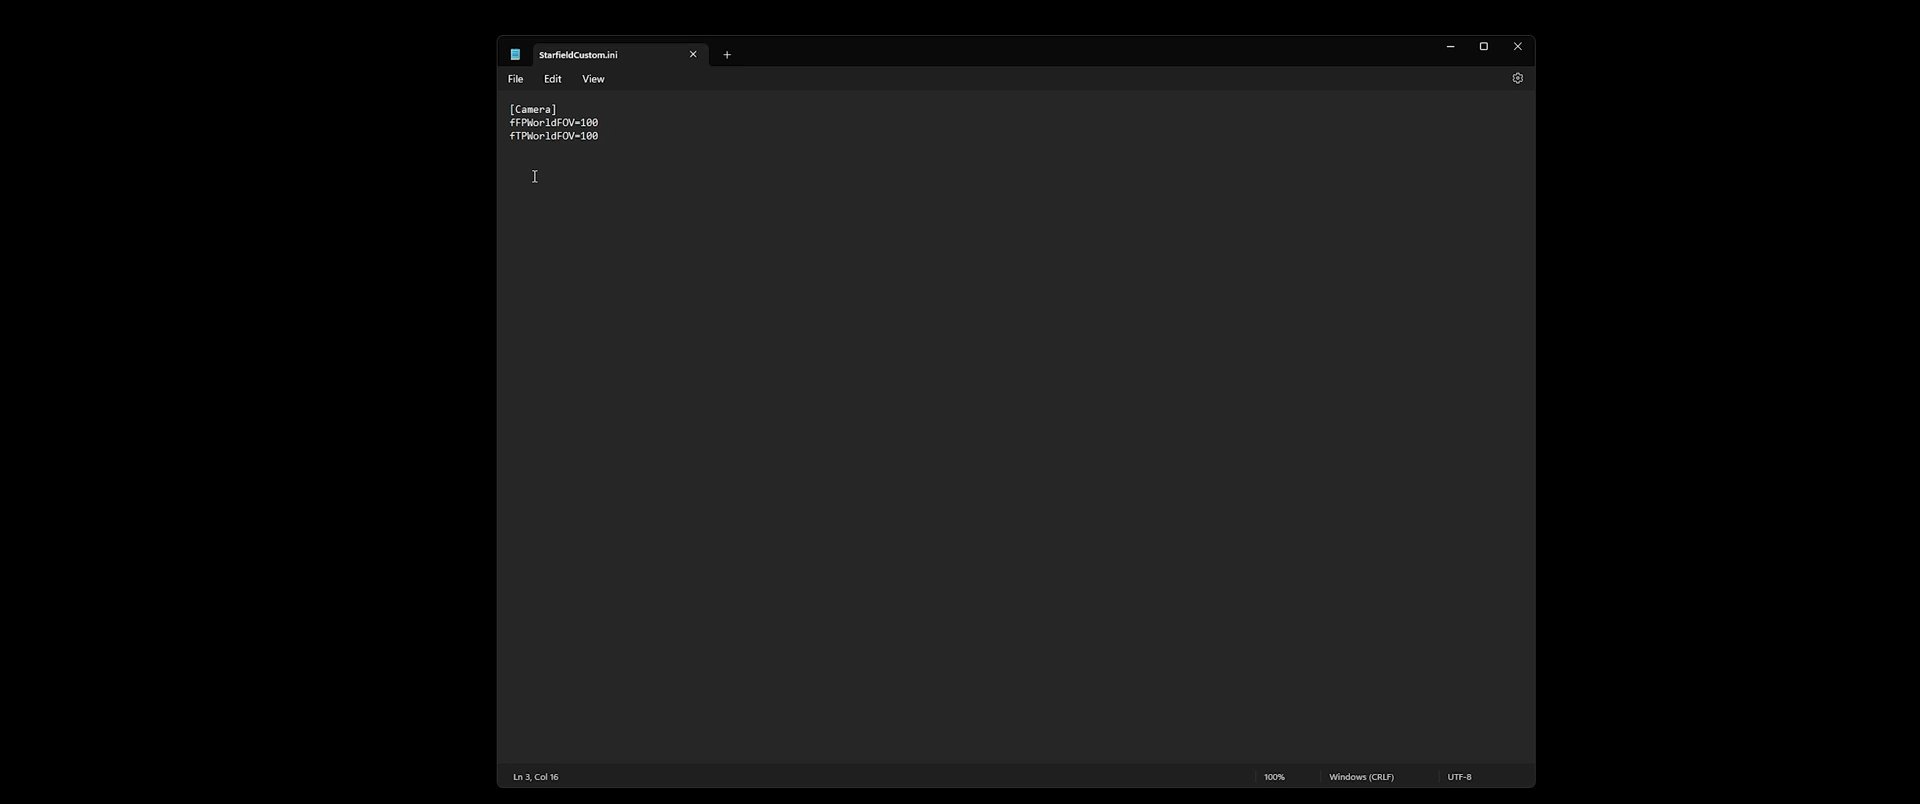 StarfieldCustom.ini
File Edit View
[Camera]
fFPWorldFOV=100
fTPWorldFOV=100
Ln 3, Col 16 100% Windows (CRLF) UTF-8